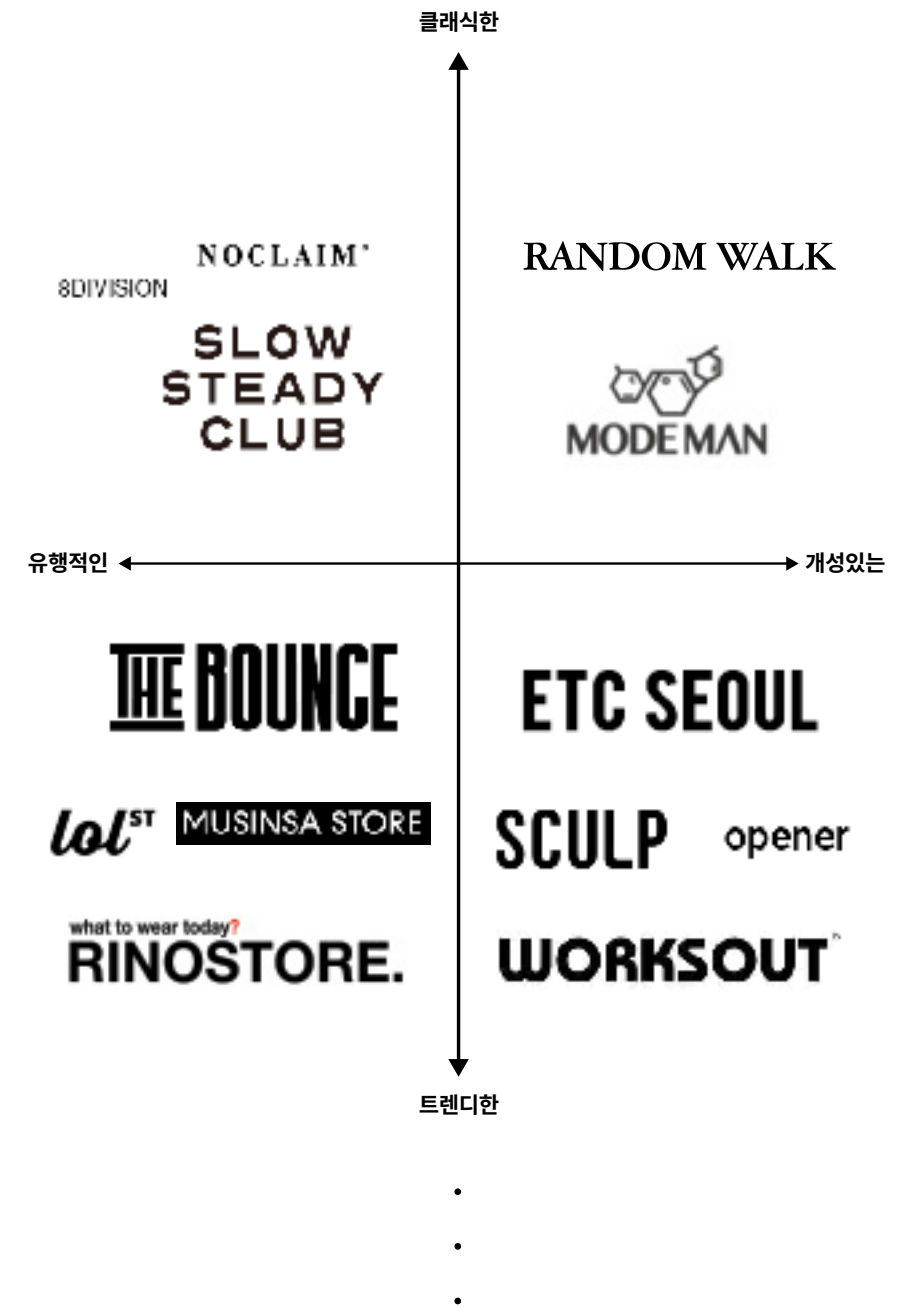 클래식한
NOCLAIM
RANDOM WALK
8DIVISION
SLOW
STEADY
CLUB
MODE MAN
유행적인
개성있는
THE BOUNCE
ETC SEOUL
lol ST
MUSINSA STORE
SCULP
opener
what to wear today?
RINOSTORE.
WORKSOUT
트렌디한